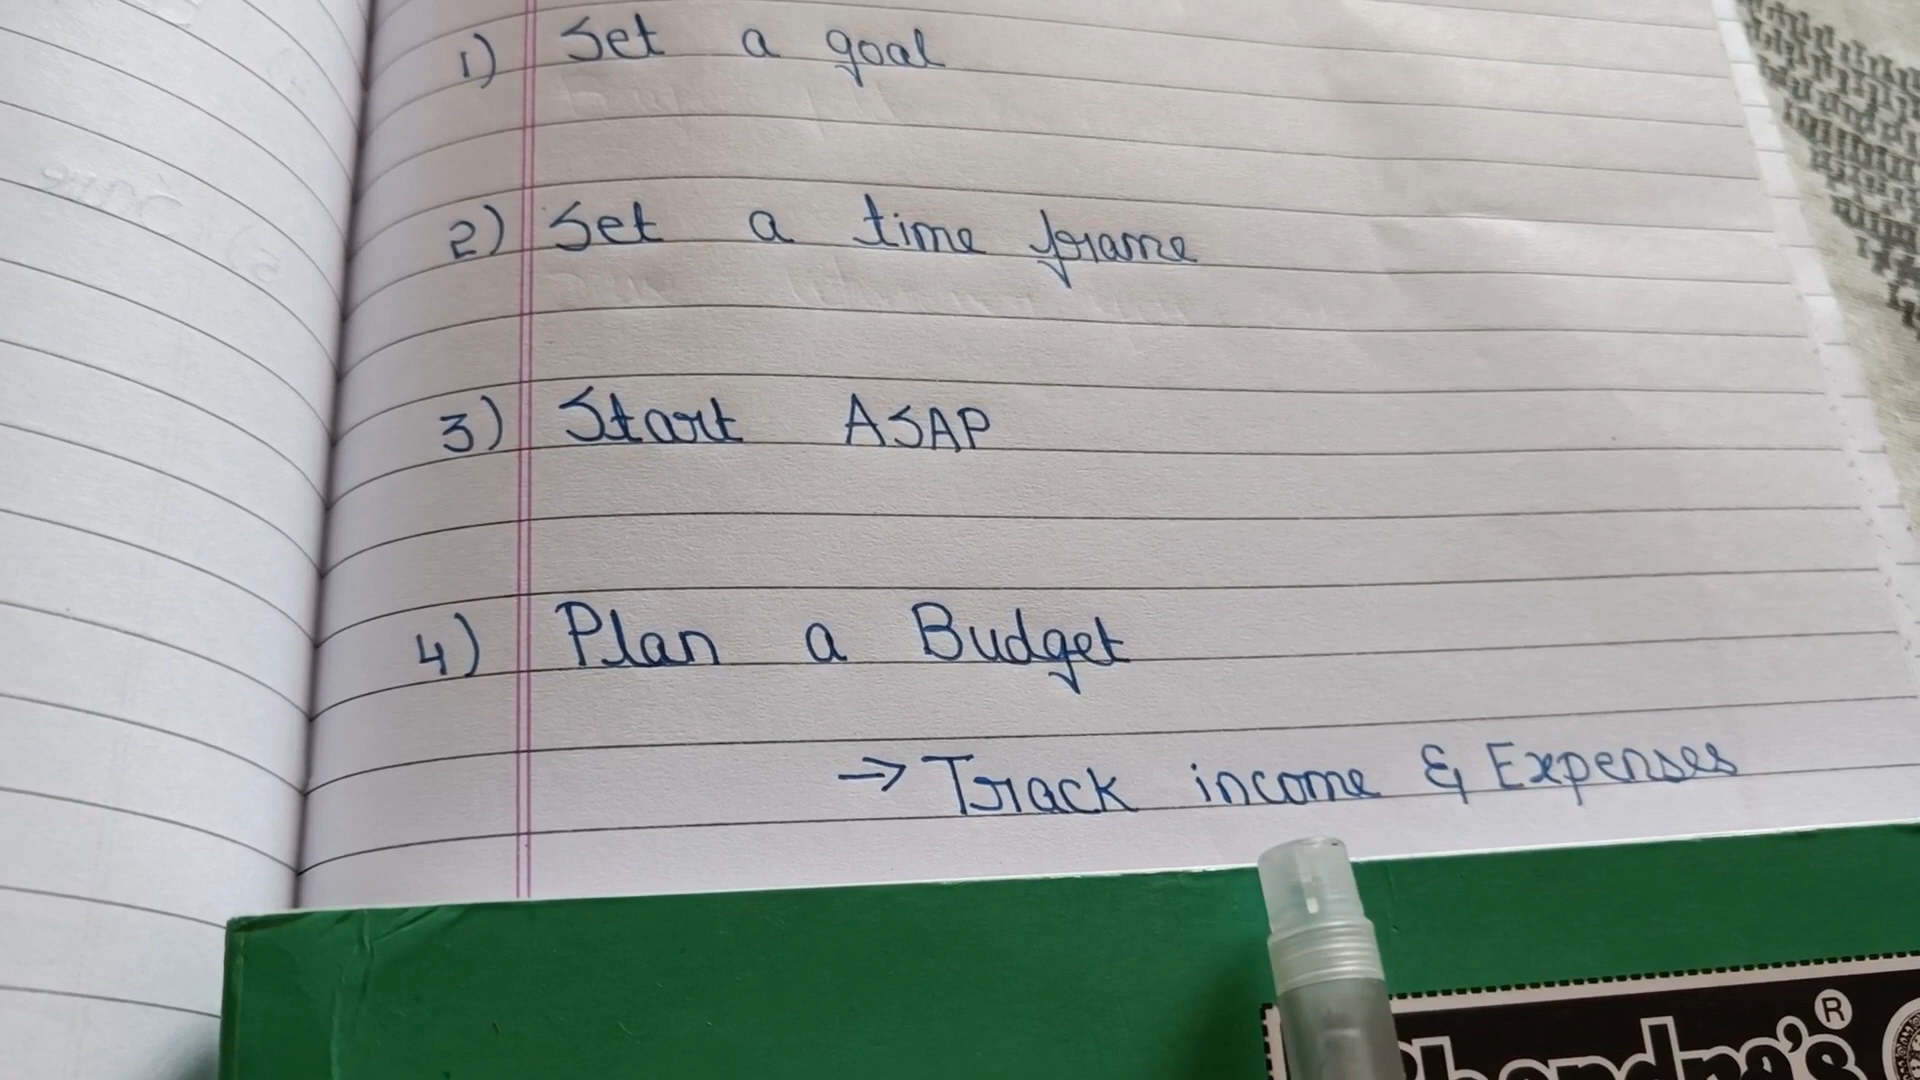 1) Set a goal
2) Set a time frame
3) Start ASAP
4) Plan a Budget
→ Track income & Expenses